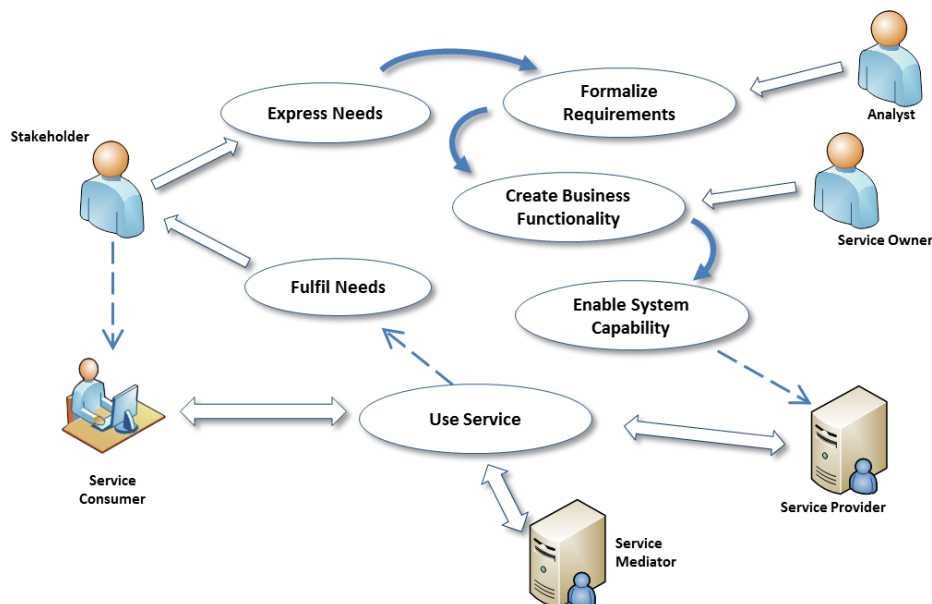 Express Needs
Formalize
Requirements
Analyst
Stakeholder
Create Business
Functionality
Service Owner
Fulfil Needs
Enable System
Capability
Use Service
Service
Consumer
Service Provider
Service
Mediator